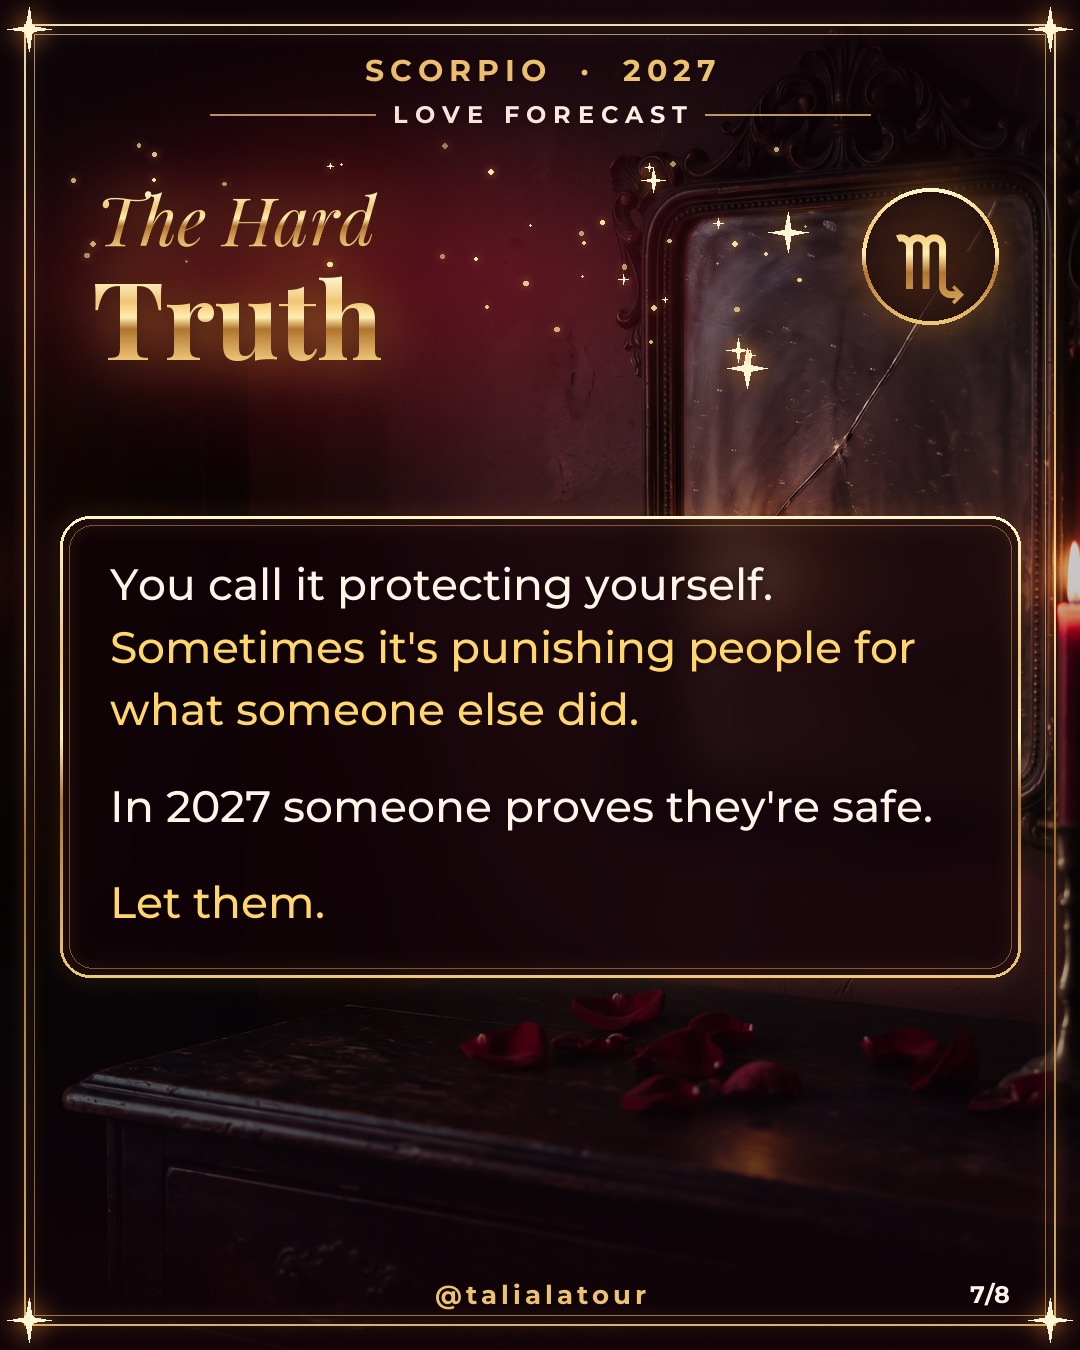 SCORPIO · 2027
LOVE FORECAST
The Hard
Truth
♏
You call it protecting yourself.
Sometimes it's punishing people for
what someone else did.
In 2027 someone proves they're safe.
Let them.
@talialatour
7/8